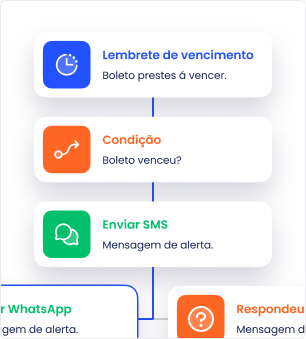 Lembrete de vencimento
Boleto prestes á vencer.
Condição
Boleto venceu?
Enviar SMS
Mensagem de alerta.
WhatsApp
Respondeu
de alerta.
Mensagem